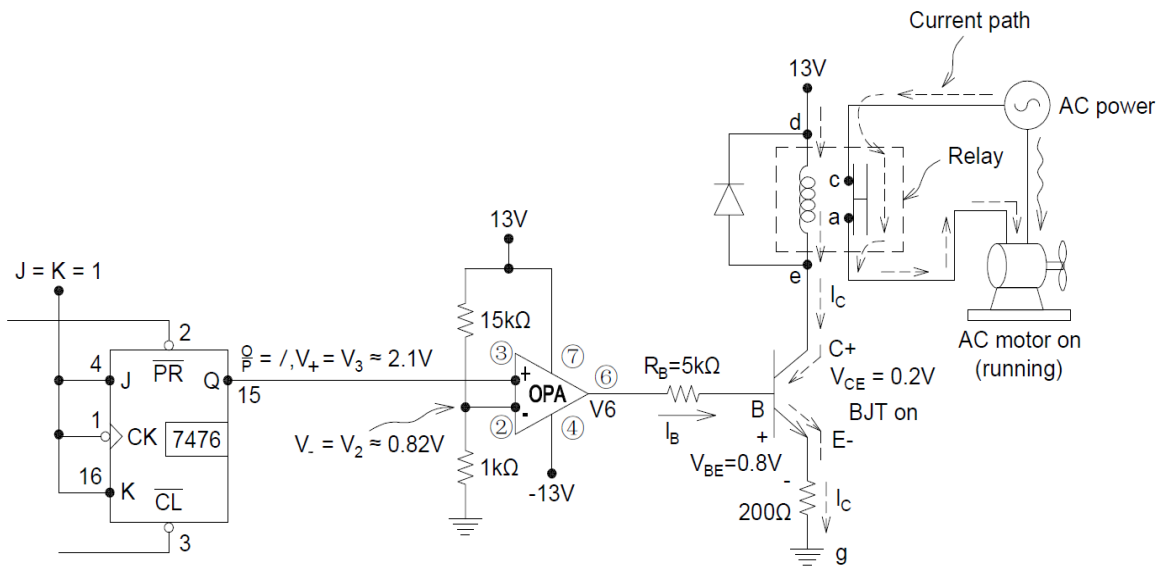 Current path
13V
AC power
d
Relay
c
a
13V
e
J = K = 1
I_C
AC motor on
(running)
15kΩ
2
4
J
PR
Q
O/P = /, V₊ = V₃ ≈ 2.1V
15
③
⑦
+
OPA
⑥
V6
R_B=5kΩ
C+
V_CE = 0.2V
BJT on
1
CK
7476
②
-
④
I_B
B
E-
V₋ = V₂ ≈ 0.82V
+
V_BE=0.8V
16
K
CL
1kΩ
-13V
-
200Ω
I_C
3
g